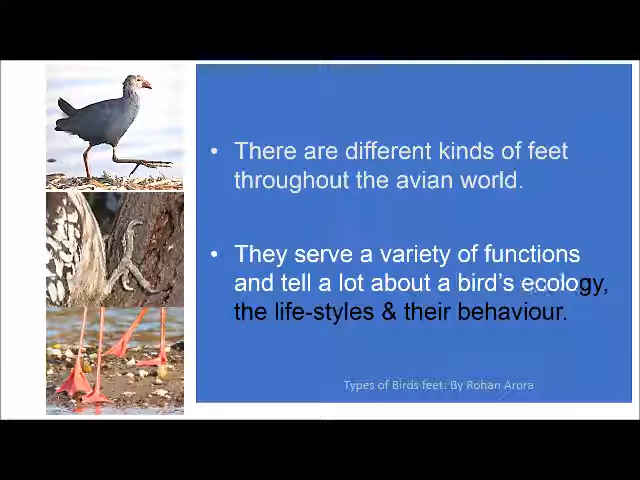 • There are different kinds of feet
throughout the avian world.
• They serve a variety of functions
and tell a lot about a bird's ecology,
the life-styles & their behaviour.
Types of Birds feet: By Rohan Arora